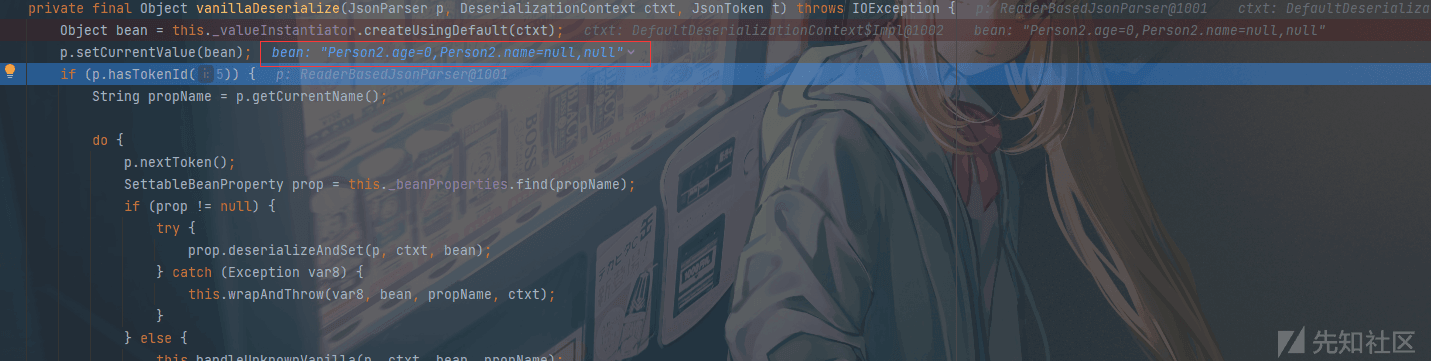 private final Object vanillaDeserialize(JsonParser p, DeserializationContext ctxt, JsonToken t) throws IOException { p: ReaderBasedJsonParser@1001 ctxt: DefaultDeserializa
Object bean = this._valueInstantiator.createUsingDefault(ctxt); ctxt: DefaultDeserializationContext$Impl@1002 bean: "Person2.age=0,Person2.name=null,null"
p.setCurrentValue(bean); bean: "Person2.age=0,Person2.name=null,null"
if (p.hasTokenId( i: 5)) { p: ReaderBasedJsonParser@1001
String propName = p.getCurrentName();
do {
p.nextToken();
SettableBeanProperty prop = this._beanProperties.find(propName);
if (prop != null) {
try {
prop.deserializeAndSet(p, ctxt, bean);
} catch (Exception var8) {
this.wrapAndThrow(var8, bean, propName, ctxt);
}
} else {
this.handleUnknownVanilla(p, ctxt, bean, propName);
先知社区